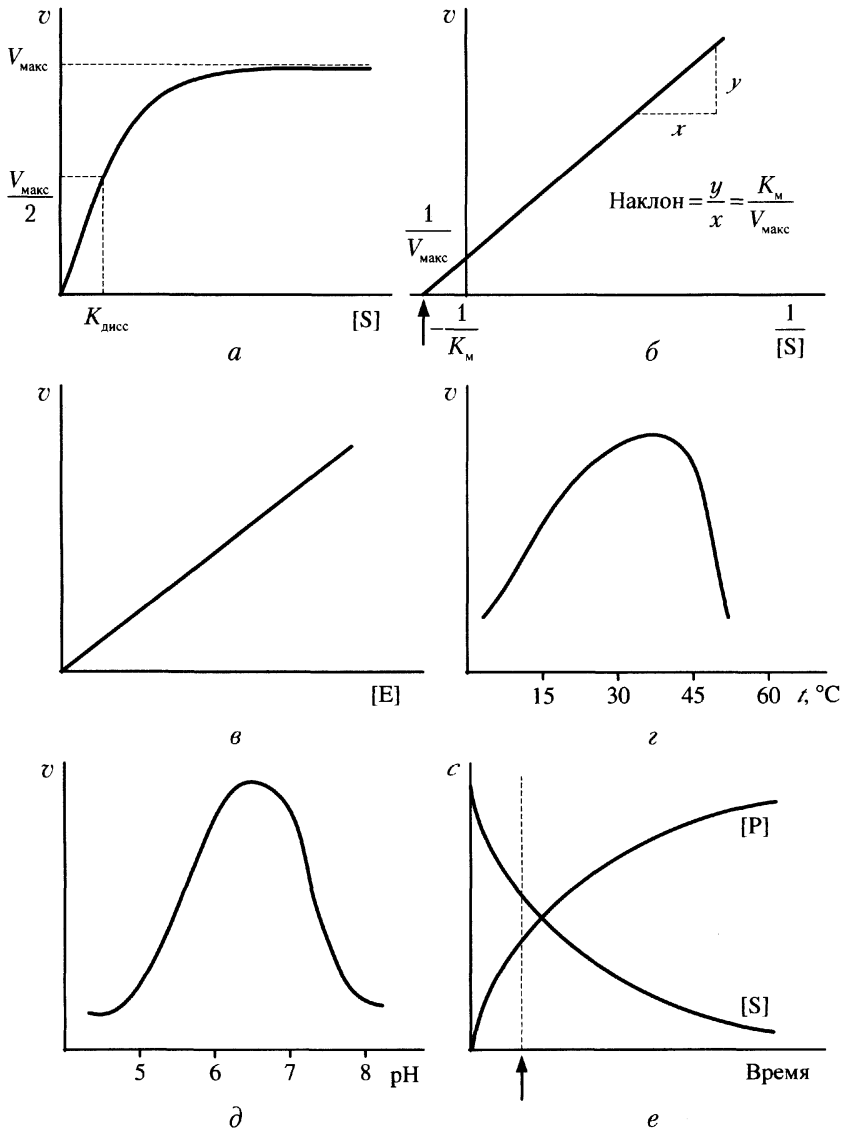 v
V макс
V макс
2
K дисс
[S]
а
v
y
x
Наклон = y/x = K м / V макс
1
V макс
− 1
K м
1
[S]
б
v
[E]
в
v
15 30 45 60 t, °C
г
v
5 6 7 8 pH
д
c
[P]
[S]
Время
е